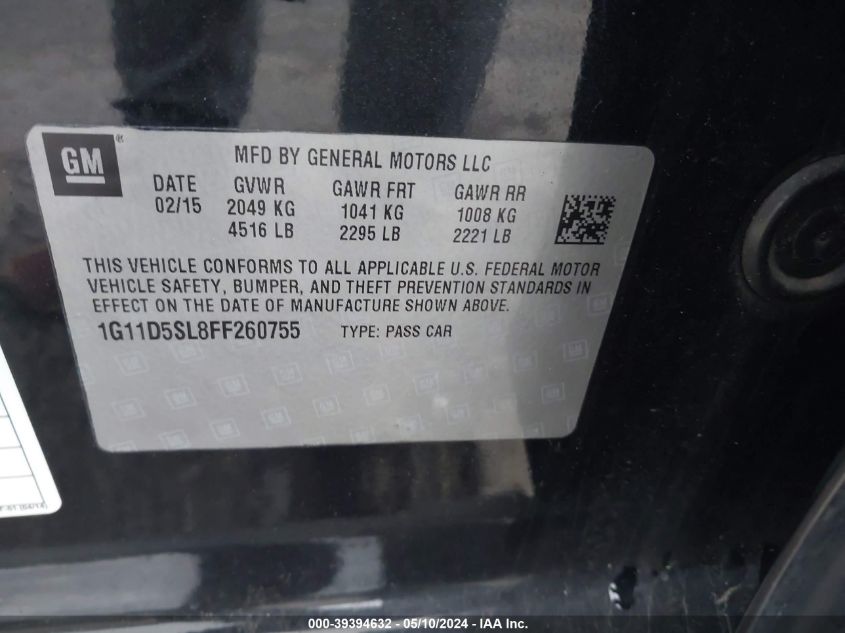 GM ®
MFD BY GENERAL MOTORS LLC
DATE GVWR GAWR FRT GAWR RR
02/15 2049 KG 1041 KG 1008 KG
4516 LB 2295 LB 2221 LB
THIS VEHICLE CONFORMS TO ALL APPLICABLE U.S. FEDERAL MOTOR
VEHICLE SAFETY, BUMPER, AND THEFT PREVENTION STANDARDS IN
EFFECT ON THE DATE OF MANUFACTURE SHOWN ABOVE.
1G11D5SL8FF260755 TYPE: PASS CAR
000-39394632 - 05/10/2024 - IAA Inc.